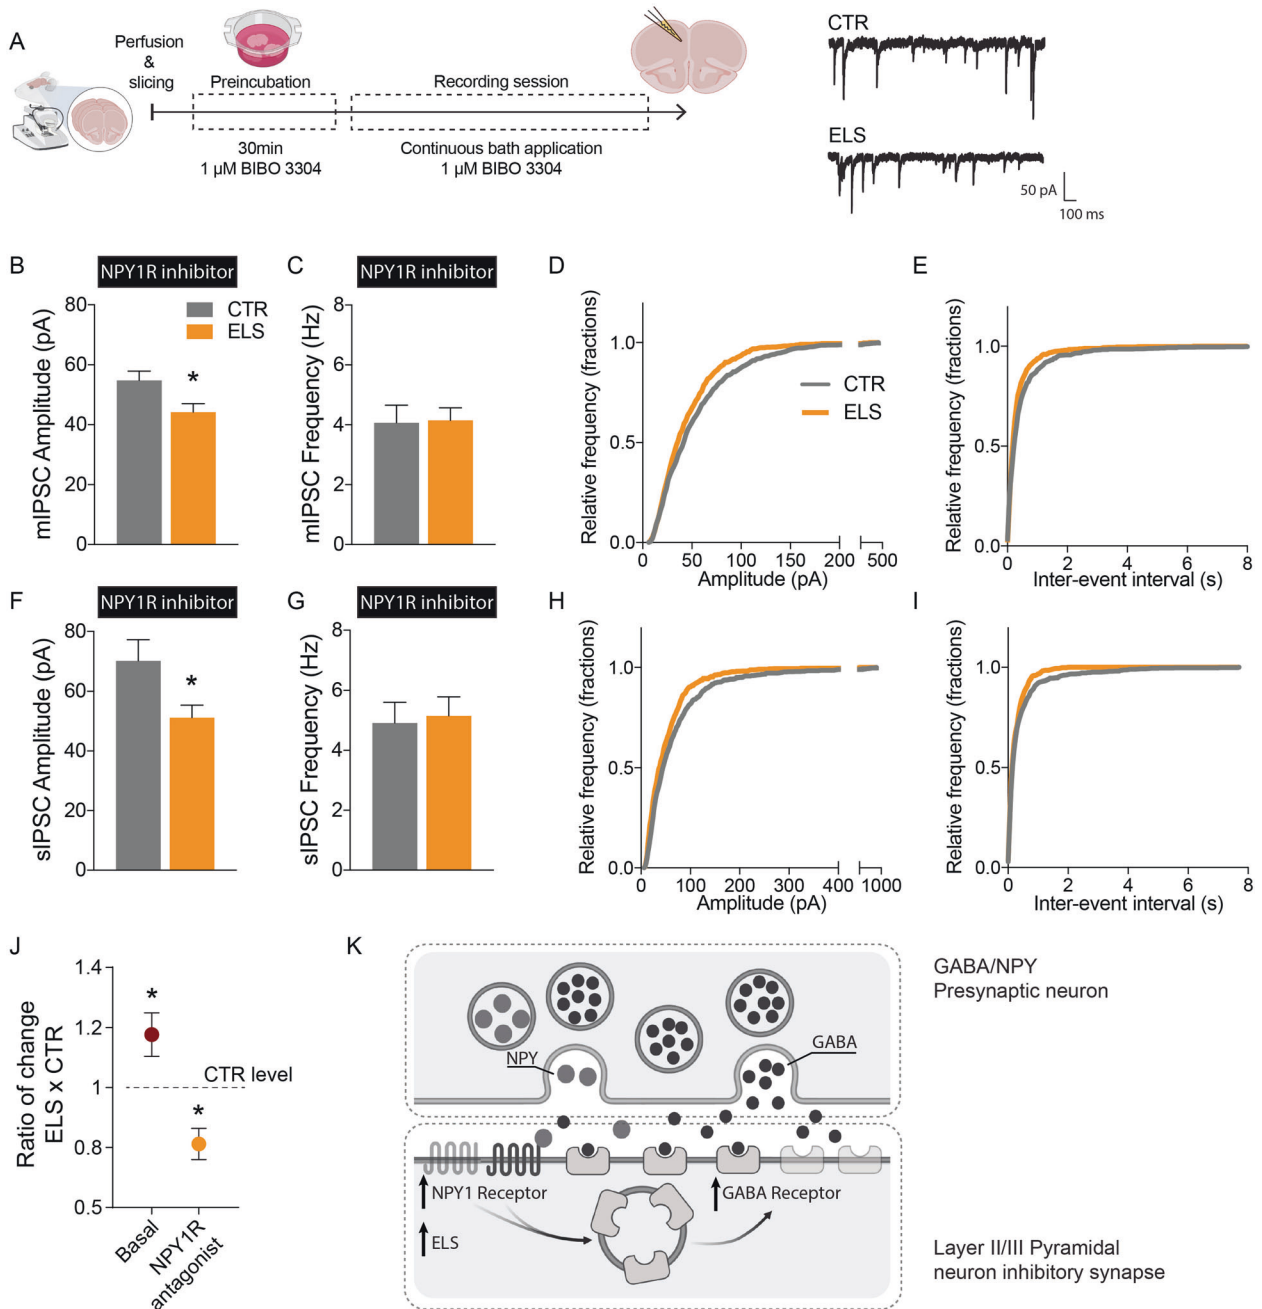 A
Perfusion
&
slicing
Preincubation
30min
1 µM BIBO 3304
Recording session
Continuous bath application
1 µM BIBO 3304
CTR
ELS
50 pA
100 ms
B
NPY1R inhibitor
mIPSC Amplitude (pA)
80
60
40
20
0
CTR
ELS
*
C
NPY1R inhibitor
mIPSC Frequency (Hz)
8
6
4
2
0
D
Relative frequency (fractions)
1.0
0.5
0.0
0 50 100 150 200 500
Amplitude (pA)
CTR
ELS
E
Relative frequency (fractions)
1.0
0.5
0.0
0 2 4 6 8
Inter-event interval (s)
F
NPY1R inhibitor
sIPSC Amplitude (pA)
80
60
40
20
0
*
G
NPY1R inhibitor
sIPSC Frequency (Hz)
8
6
4
2
0
H
Relative frequency (fractions)
1.0
0.5
0.0
0 100 200 300 400 1000
Amplitude (pA)
I
Relative frequency (fractions)
1.0
0.5
0.0
0 2 4 6 8
Inter-event interval (s)
J
Ratio of change
ELS x CTR
1.4
1.2
1
0.8
0.5
*
*
CTR level
Basal
NPY1R
antagonist
K
NPY
GABA
NPY1 Receptor
GABA Receptor
ELS
GABA/NPY
Presynaptic neuron
Layer II/III Pyramidal
neuron inhibitory synapse